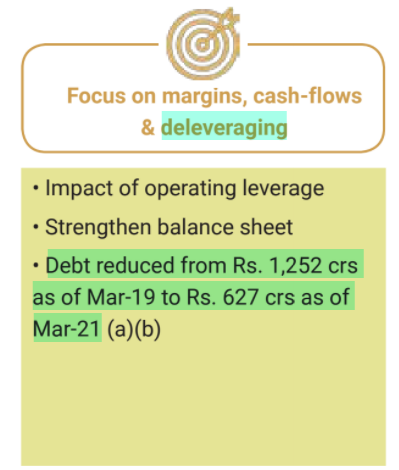 Focus on margins, cash-flows
& deleveraging
• Impact of operating leverage
• Strengthen balance sheet
• Debt reduced from Rs. 1,252 crs
as of Mar-19 to Rs. 627 crs as of
Mar-21 (a)(b)